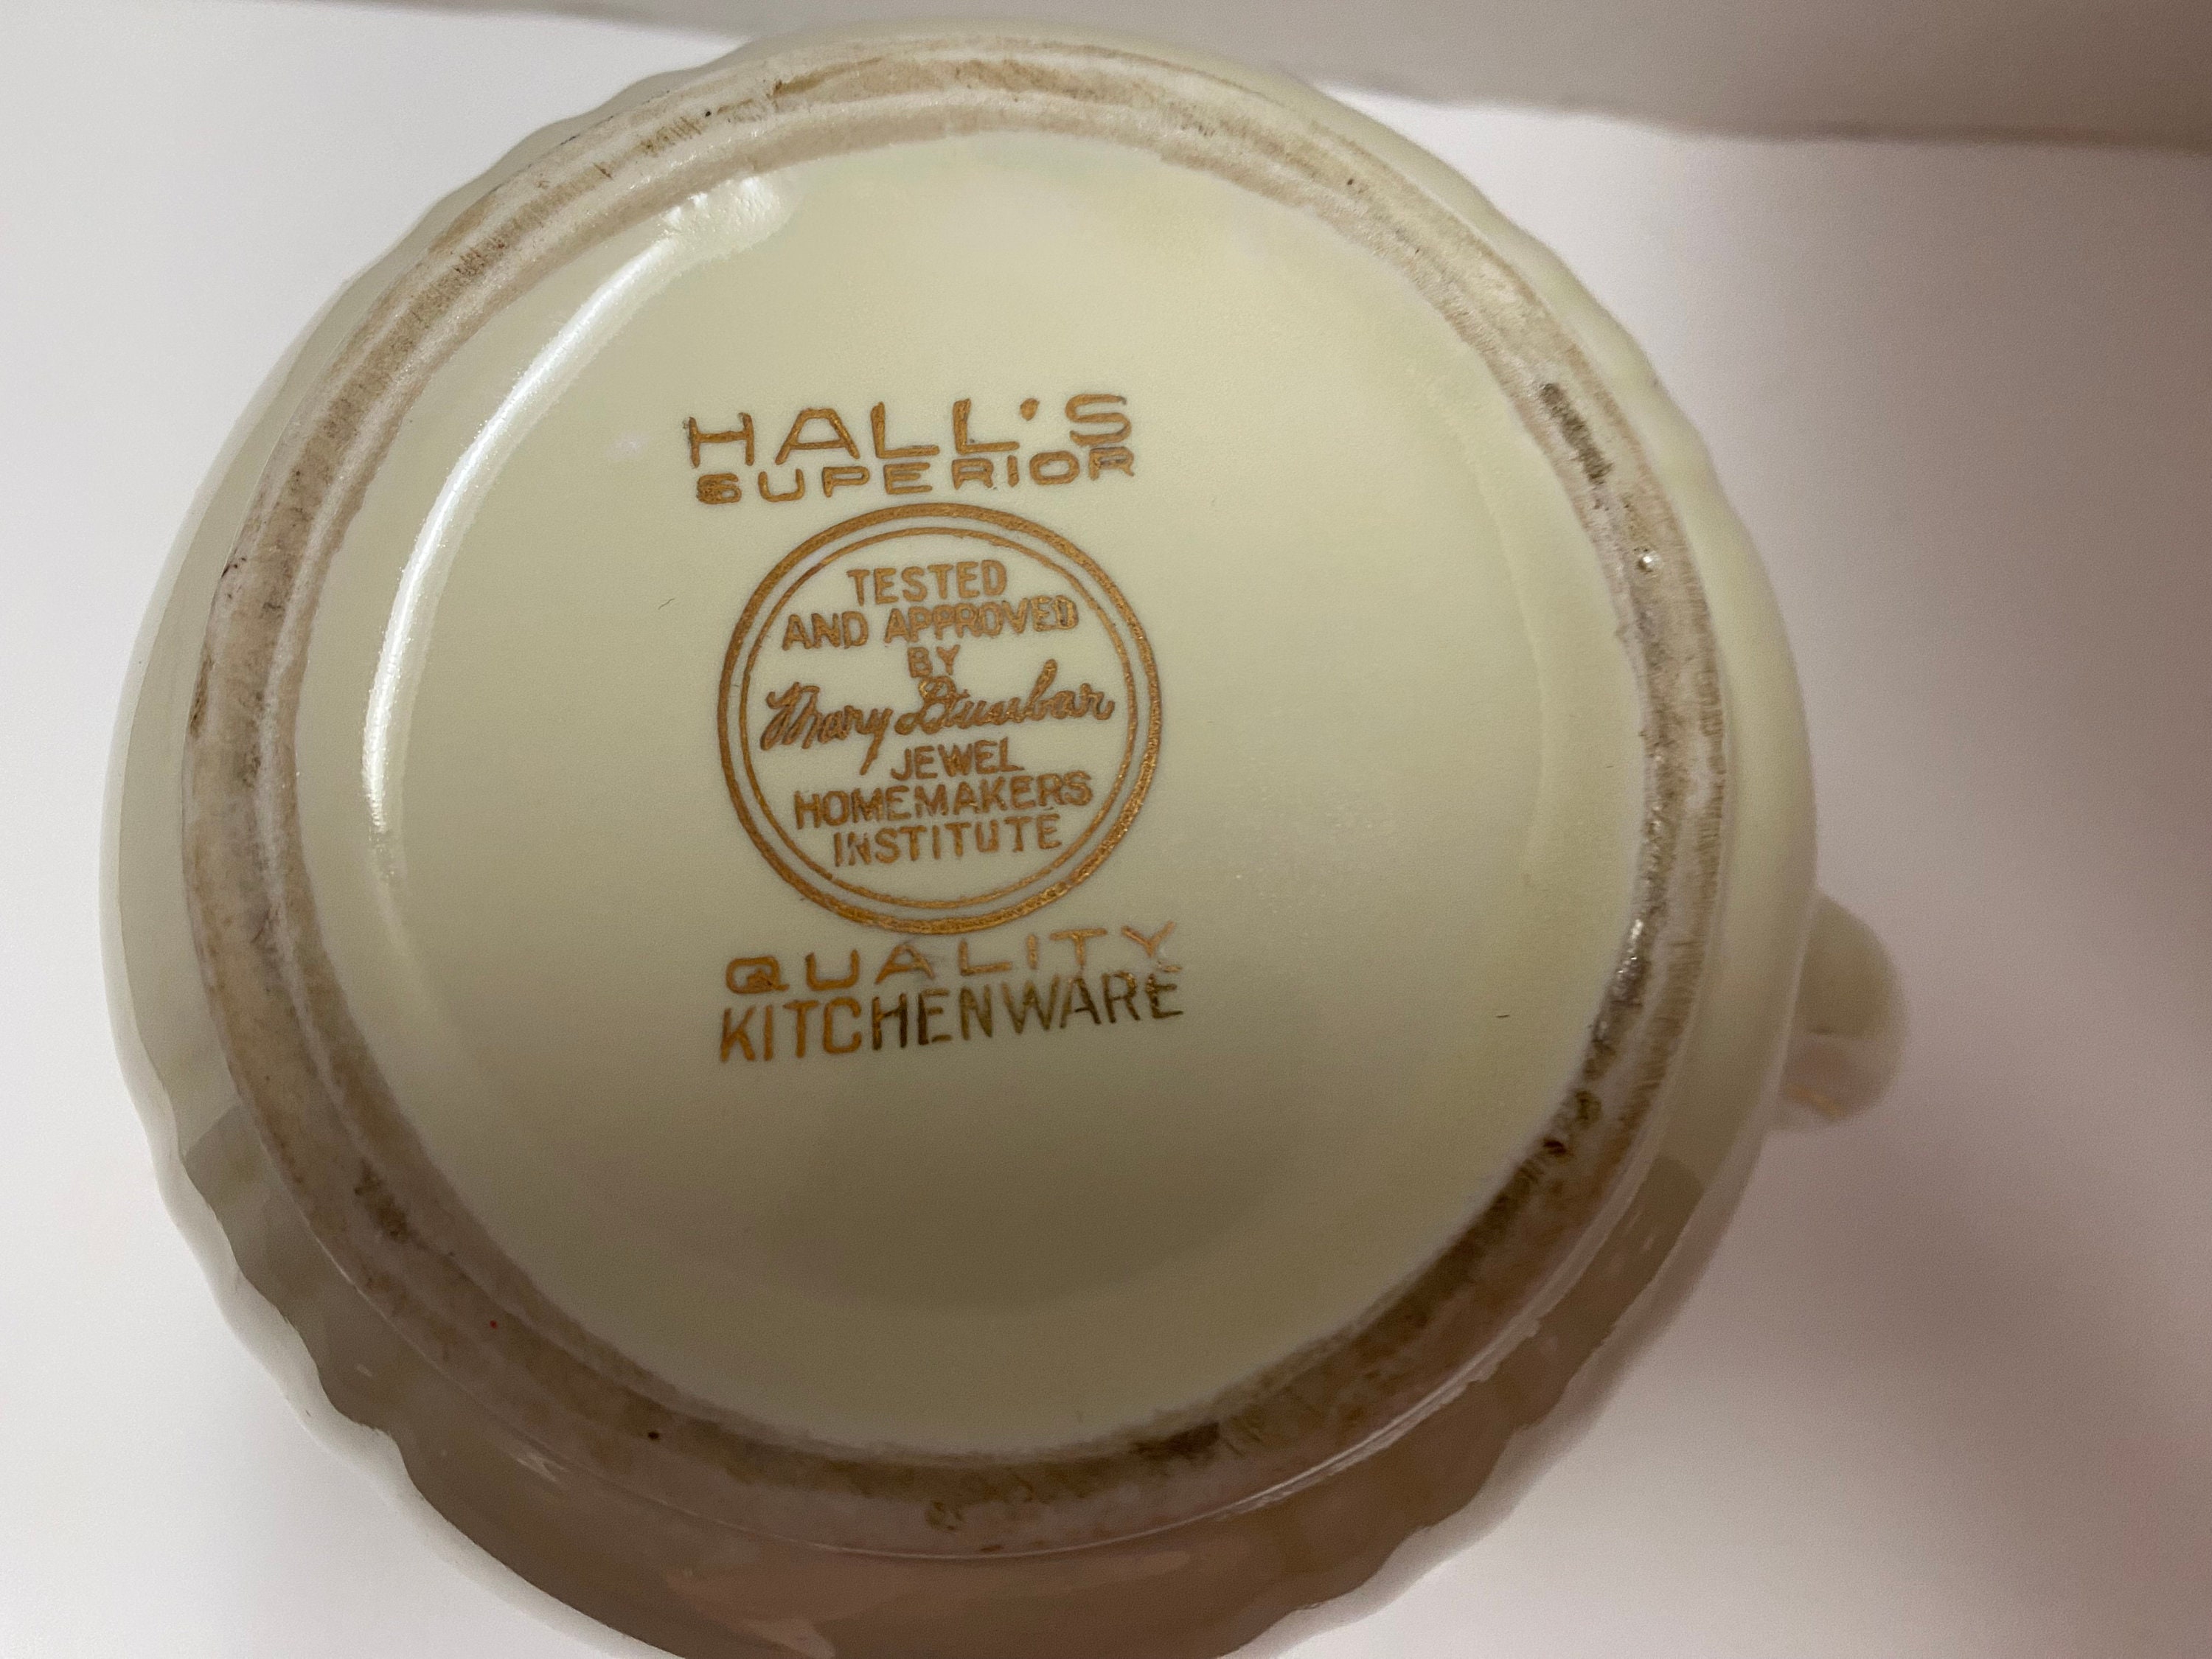 HALL'S
SUPERIOR
TESTED
AND APPROVED
BY
Mary Dunbar
JEWEL
HOMEMAKERS
INSTITUTE
QUALITY
KITCHENWARE